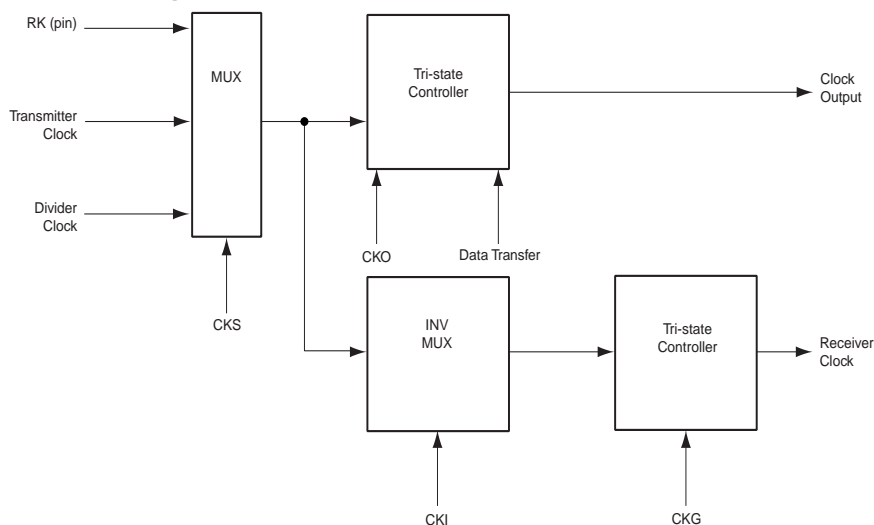 RK (pin)
MUX
Tri-state
Controller
Clock
Output
Transmitter
Clock
Divider
Clock
CKO
Data Transfer
CKS
INV
MUX
Tri-state
Controller
Receiver
Clock
CKI
CKG